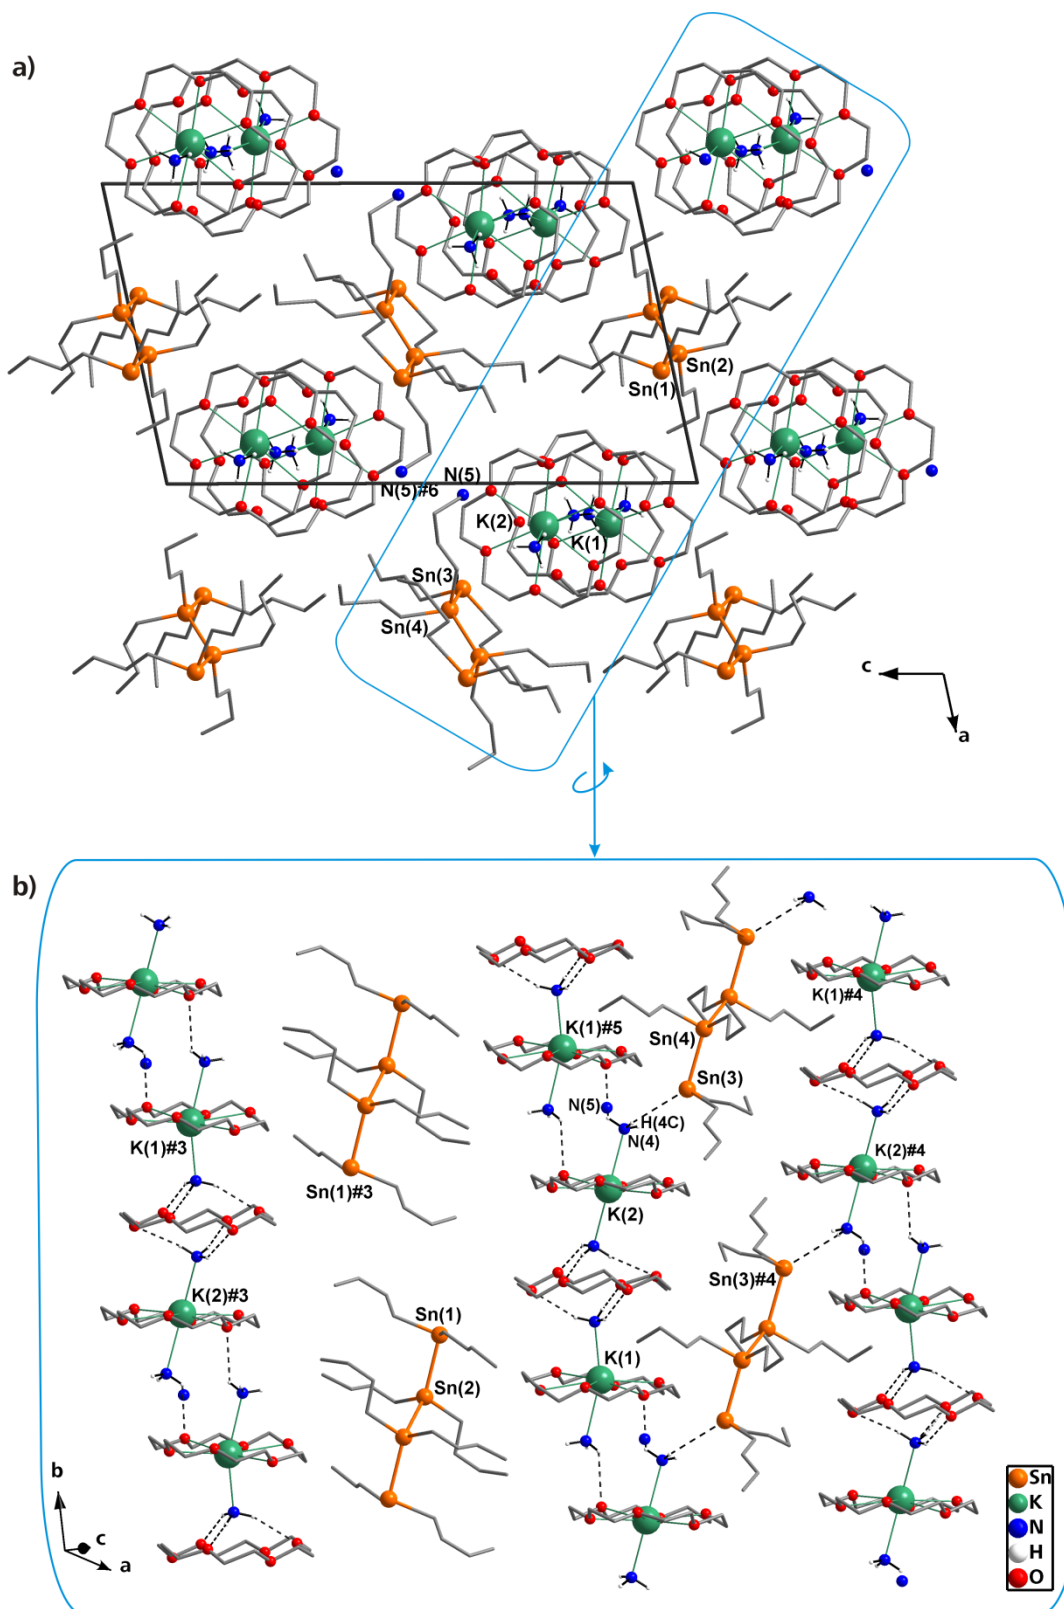 a)
Sn(2)
Sn(1)
N(5)
N(5)#6
K(2)
K(1)
Sn(3)
Sn(4)
c
a
b)
K(1)#4
K(1)#5
Sn(4)
Sn(3)
N(5)
H(4C)
N(4)
K(1)#3
K(2)#4
Sn(1)#3
K(2)
Sn(3)#4
K(2)#3
Sn(1)
K(1)
Sn(2)
b
c
a
Sn
K
N
H
O